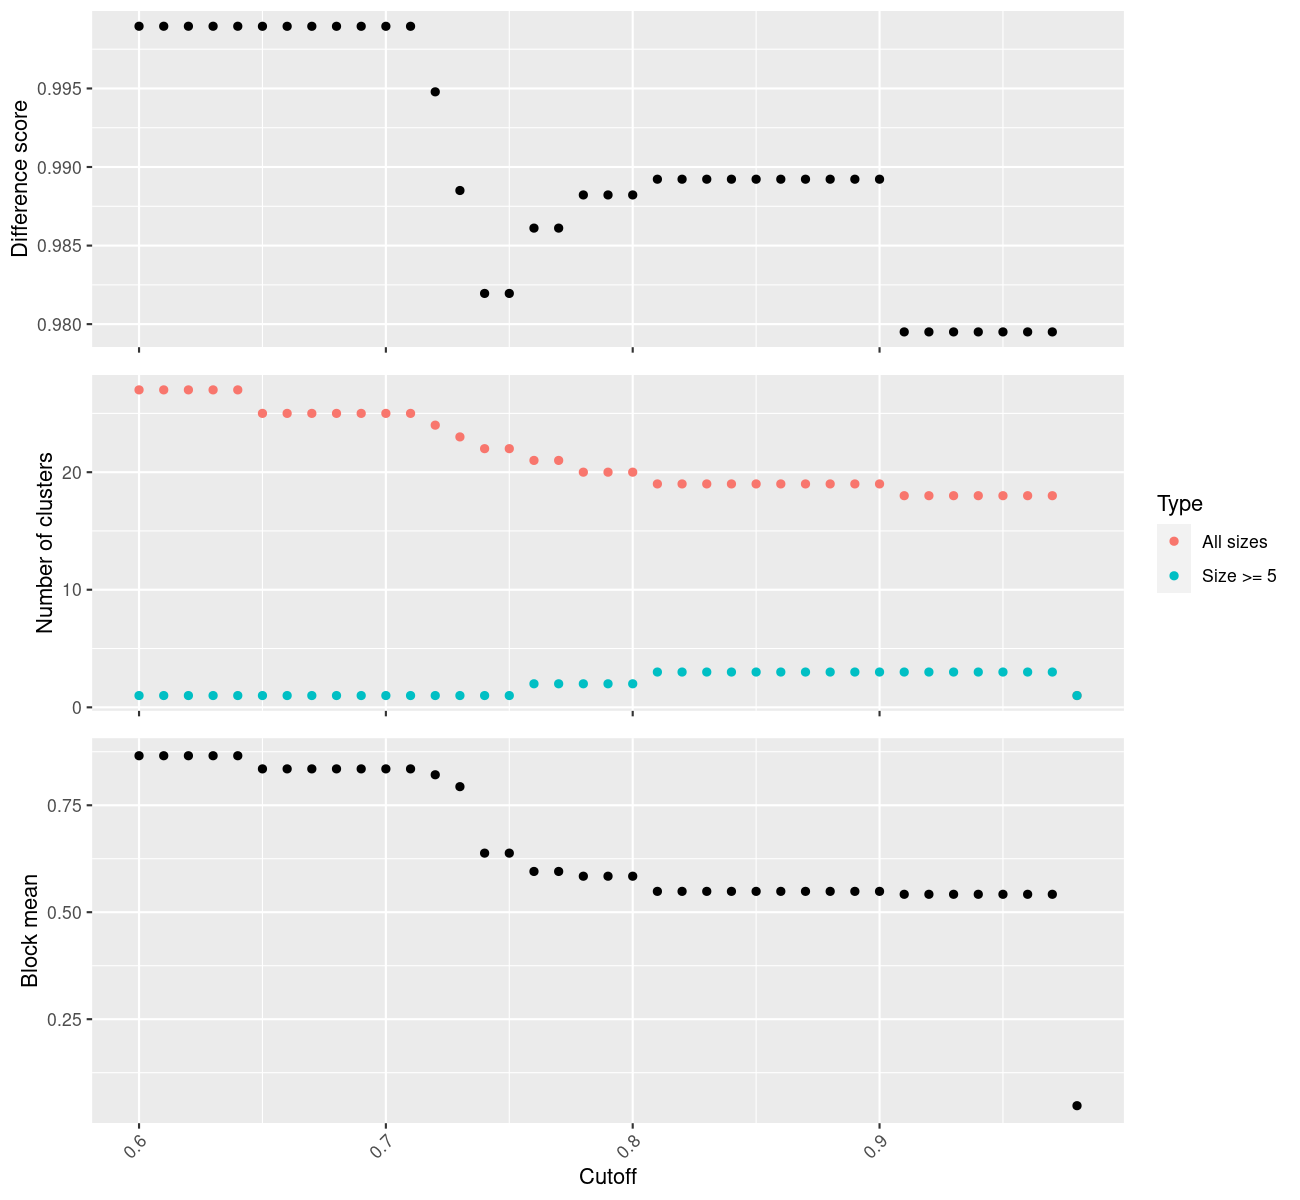 Difference score
0.995
0.990
0.985
0.980
Number of clusters
20
10
0
Type
All sizes
Size >= 5
Block mean
0.75
0.50
0.25
0.6
0.7
0.8
0.9
Cutoff